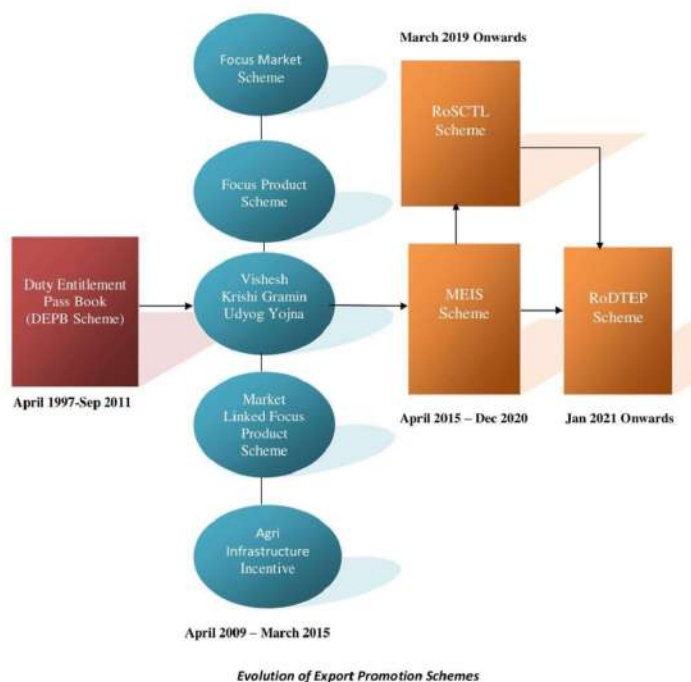 Focus Market
Scheme
Focus Product
Scheme
Vishesh
Krishi Gramin
Udyog Yojna
Market
Linked Focus
Product
Scheme
Agri
Infrastructure
Incentive
April 2009 – March 2015
Duty Entitlement
Pass Book
(DEPB Scheme)
April 1997-Sep 2011
March 2019 Onwards
RoSCTL
Scheme
MEIS
Scheme
April 2015 – Dec 2020
RoDTEP
Scheme
Jan 2021 Onwards
Evolution of Export Promotion Schemes